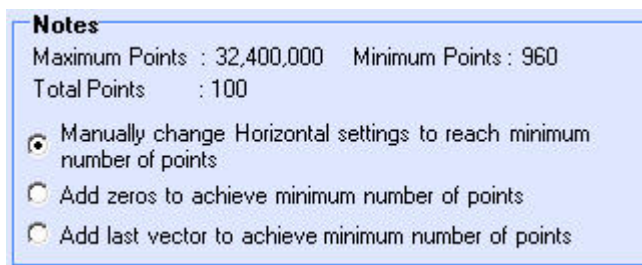 Notes
Maximum Points : 32,400,000 Minimum Points : 960
Total Points : 100
Manually change Horizontal settings to reach minimum
number of points
Add zeros to achieve minimum number of points
Add last vector to achieve minimum number of points